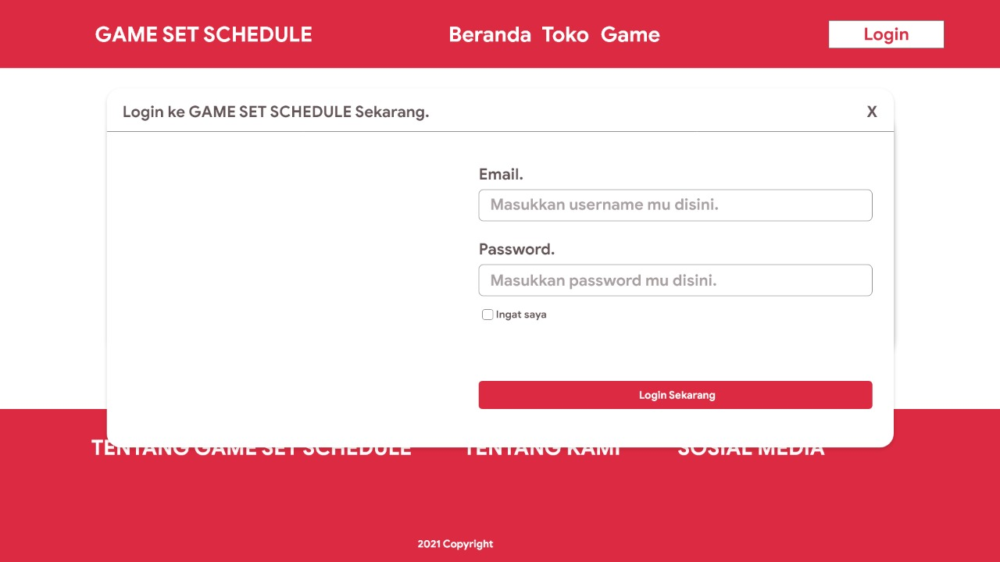 GAME SET SCHEDULE
Beranda Toko Game
Login
Login ke GAME SET SCHEDULE Sekarang.
X
Email.
Masukkan username mu disini.
Password.
Masukkan password mu disini.
Ingat saya
Login Sekarang
TENTANG GAME SET SCHEDULE
TENTANG KAMI
SOSIAL MEDIA
2021 Copyright